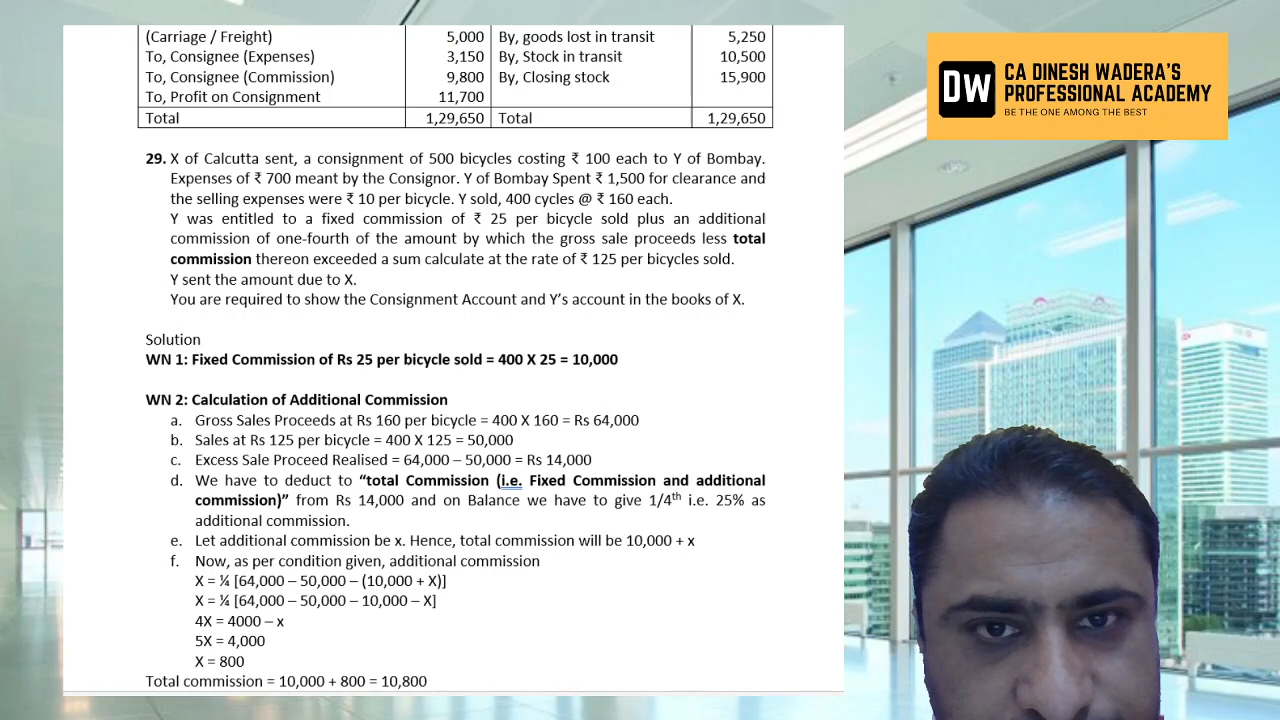 (Carriage / Freight) 5,000 By, goods lost in transit 5,250
To, Consignee (Expenses) 3,150 By, Stock in transit 10,500
To, Consignee (Commission) 9,800 By, Closing stock 15,900
To, Profit on Consignment 11,700
Total 1,29,650 Total 1,29,650
29. X of Calcutta sent, a consignment of 500 bicycles costing ₹ 100 each to Y of Bombay.
Expenses of ₹ 700 meant by the Consignor. Y of Bombay Spent ₹ 1,500 for clearance and
the selling expenses were ₹ 10 per bicycle. Y sold, 400 cycles @ ₹ 160 each.
Y was entitled to a fixed commission of ₹ 25 per bicycle sold plus an additional
commission of one-fourth of the amount by which the gross sale proceeds less total
commission thereon exceeded a sum calculate at the rate of ₹ 125 per bicycles sold.
Y sent the amount due to X.
You are required to show the Consignment Account and Y’s account in the books of X.
Solution
WN 1: Fixed Commission of Rs 25 per bicycle sold = 400 X 25 = 10,000
WN 2: Calculation of Additional Commission
a. Gross Sales Proceeds at Rs 160 per bicycle = 400 X 160 = Rs 64,000
b. Sales at Rs 125 per bicycle = 400 X 125 = 50,000
c. Excess Sale Proceed Realised = 64,000 – 50,000 = Rs 14,000
d. We have to deduct to “total Commission (i.e. Fixed Commission and additional
commission)” from Rs 14,000 and on Balance we have to give 1/4th i.e. 25% as
additional commission.
e. Let additional commission be x. Hence, total commission will be 10,000 + x
f. Now, as per condition given, additional commission
X = ¼ [64,000 – 50,000 – (10,000 + X)]
X = ¼ [64,000 – 50,000 – 10,000 – X]
4X = 4000 – x
5X = 4,000
X = 800
Total commission = 10,000 + 800 = 10,800
DW
CA DINESH WADERA'S
PROFESSIONAL ACADEMY
BE THE ONE AMONG THE BEST